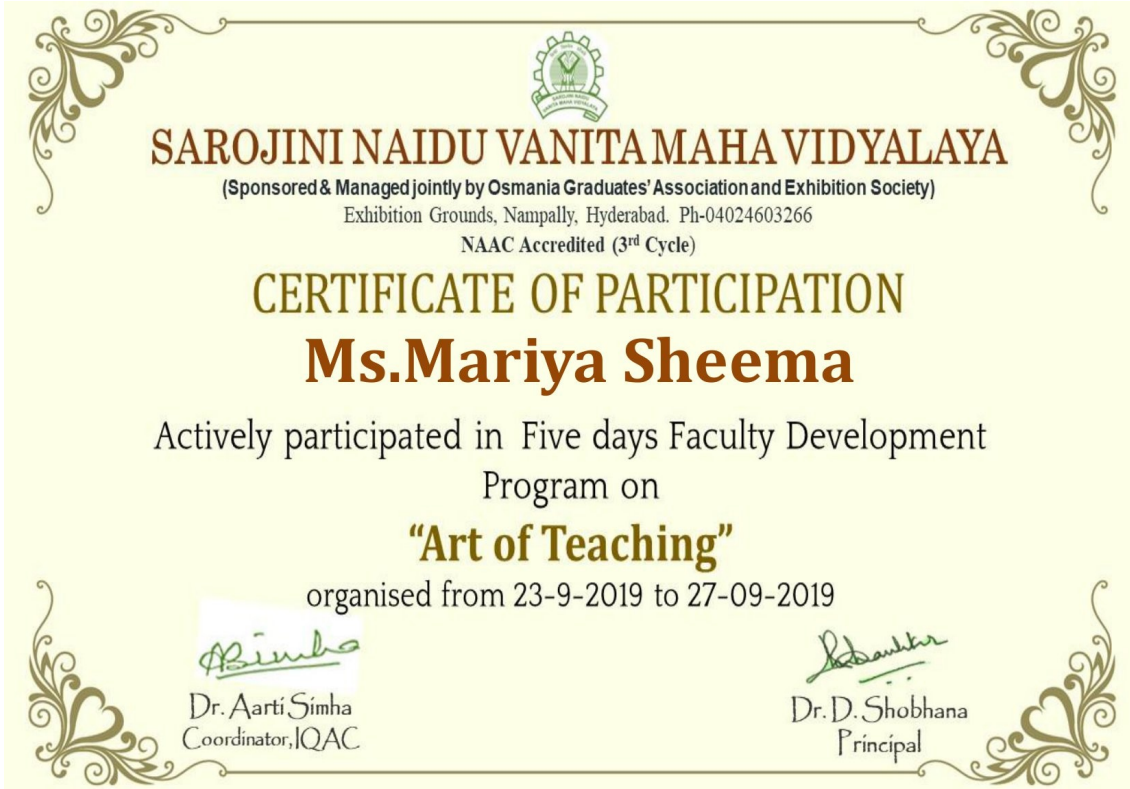 SAROJINI NAIDU VANITA MAHA VIDYALAYA
(Sponsored & Managed jointly by Osmania Graduates' Association and Exhibition Society)
Exhibition Grounds, Nampally, Hyderabad. Ph-04024603266
NAAC Accredited (3rd Cycle)
CERTIFICATE OF PARTICIPATION
Ms.Mariya Sheema
Actively participated in Five days Faculty Development
Program on
“Art of Teaching”
organised from 23-9-2019 to 27-09-2019
Dr. Aarti Simha
Coordinator, IQAC
Dr. D. Shobhana
Principal